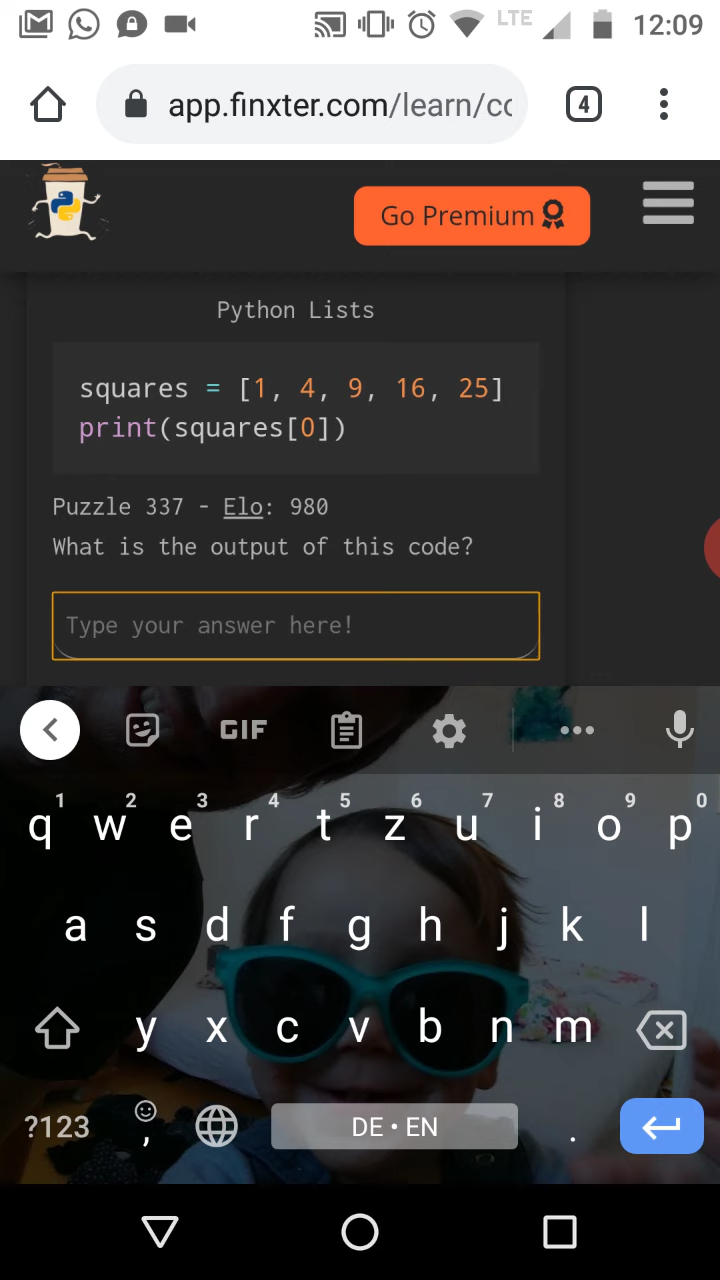 LTE 12:09
app.finxter.com/learn/co 4
Go Premium
Python Lists
squares = [1, 4, 9, 16, 25]
print(squares[0])
Puzzle 337 - Elo: 980
What is the output of this code?
Type your answer here!
GIF
1 2 3 4 5 6 7 8 9 0
q w e r t z u i o p
a s d f g h j k l
y x c v b n m
?123 , DE • EN .